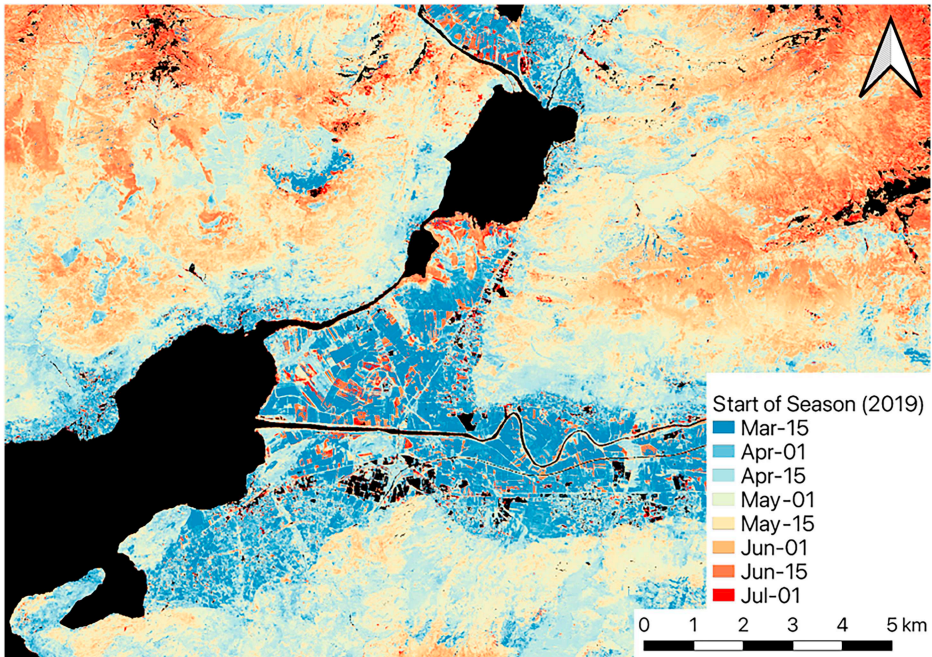 Start of Season (2019)
Mar-15
Apr-01
Apr-15
May-01
May-15
Jun-01
Jun-15
Jul-01
0 1 2 3 4 5 km